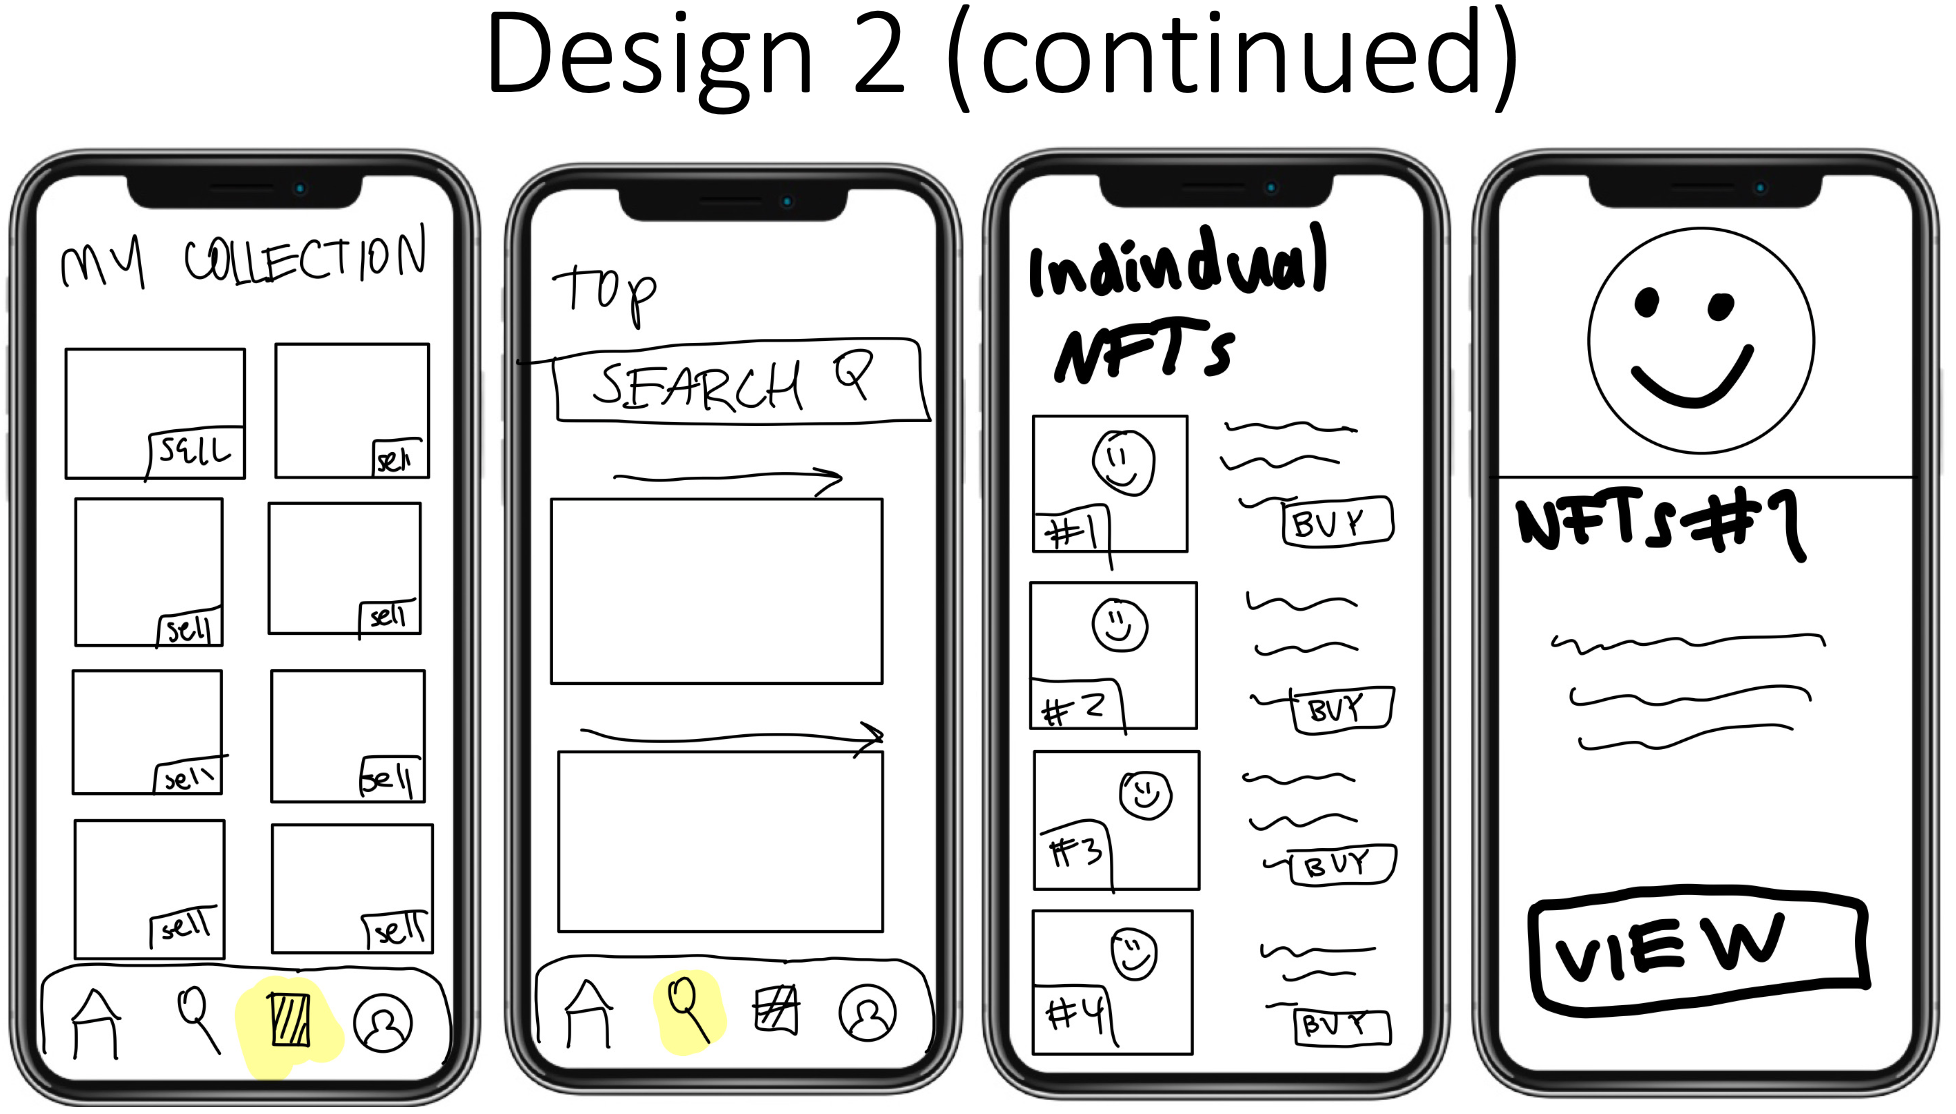 Design 2 (continued)
MY COLLECTION
SELL
sell
sell
sell
sell
sell
sell
sell
TOP
SEARCH
Indivdual
NFTs
#1
BUY
#2
BUY
#3
BUY
#4
BUY
NFTs#1
VIEW